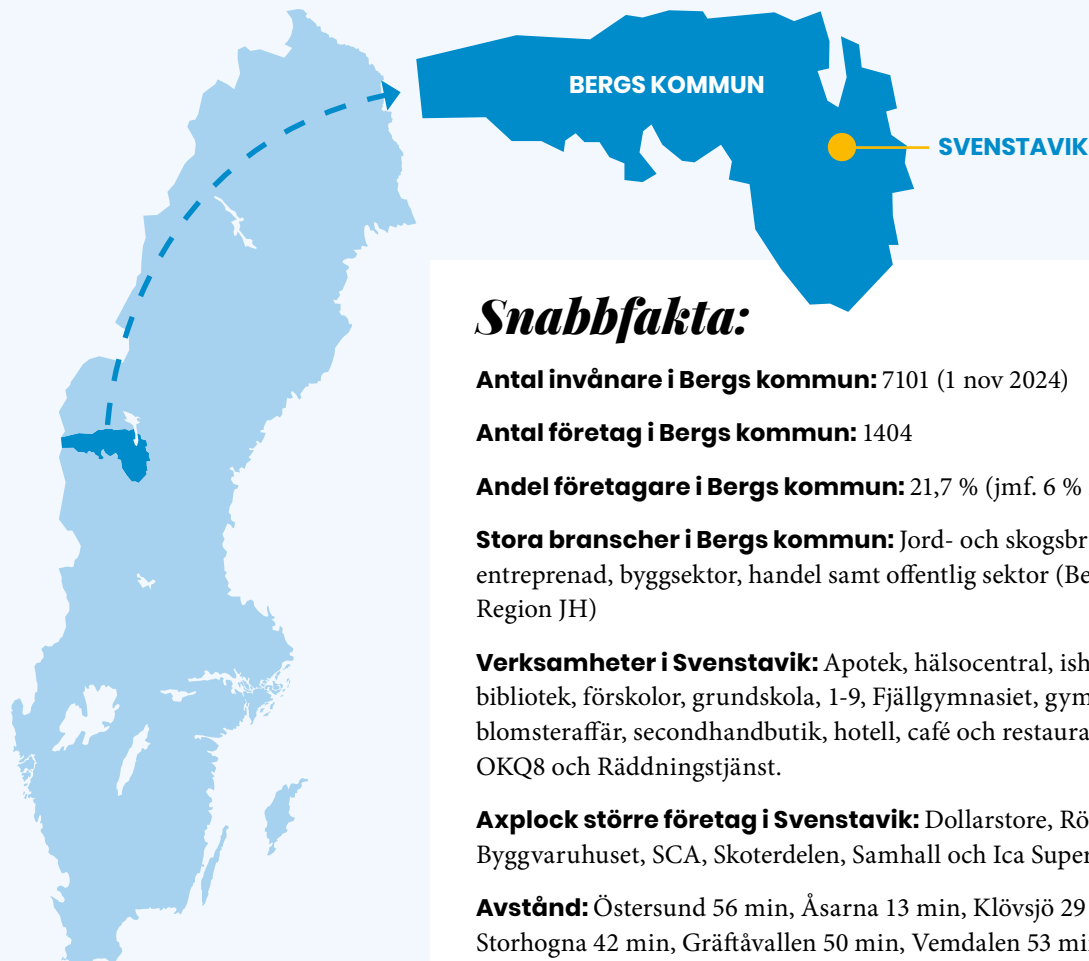 BERGS KOMMUN
SVENSTAVIK
Snabbfakta:
Antal invånare i Bergs kommun: 7101 (1 nov 2024)
Antal företag i Bergs kommun: 1404
Andel företagare i Bergs kommun: 21,7 % (jmf. 6 %
Stora branscher i Bergs kommun: Jord- och
entreprenad, byggsektor, handel samt offentlig sektor
Region JH)
Verksamheter i Svenstavik: Apotek, hälsocentral,
bibliotek, förskolor, grundskola, 1-9, Fjällgymnasiet,
blomsteraffär, secondhandbutik, hotell, café och
OKQ8 och Räddningstjänst.
Axplock större företag i Svenstavik: Dollarstore,
Byggvaruhuset, SCA, Skoterdelen, Samhall och Ica
Avstånd: Östersund 56 min, Åsarna 13 min, Klövsjö 29
Storhogna 42 min, Gräftåvallen 50 min, Vemdalen 53